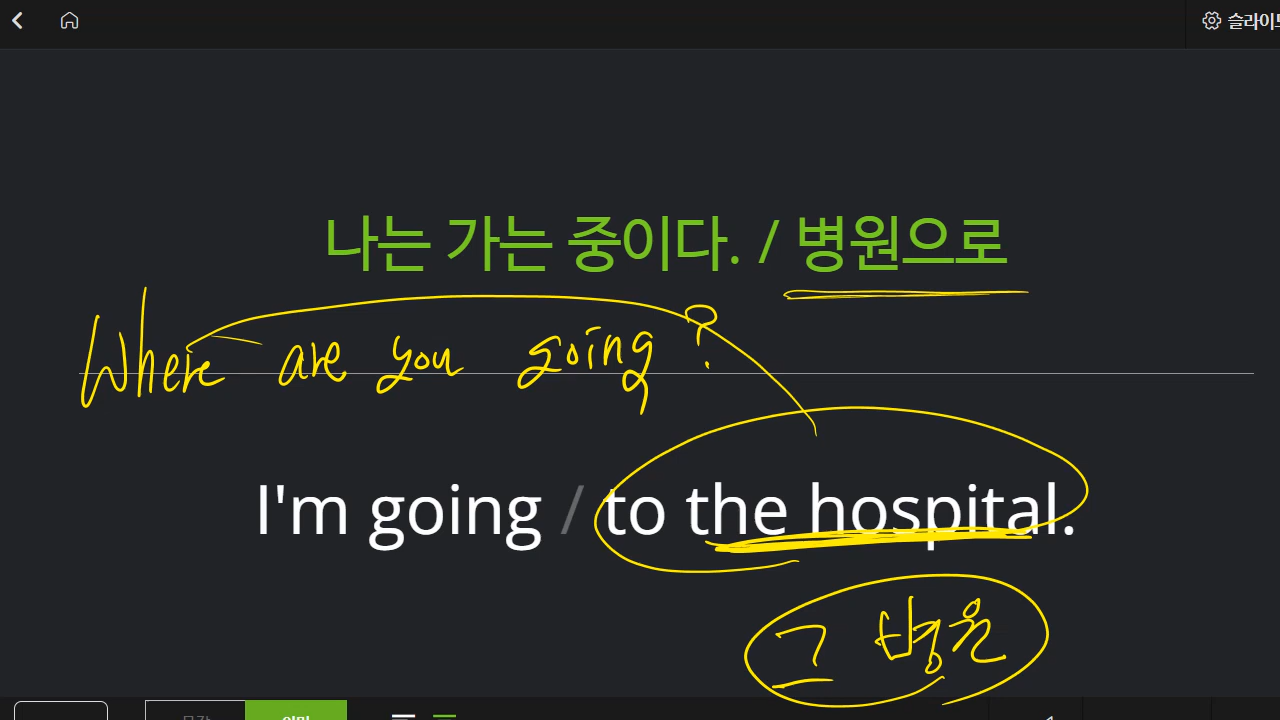 슬라이드
나는 가는 중이다. / 병원으로
Where are you going?
I'm going / to the hospital.
그 병원